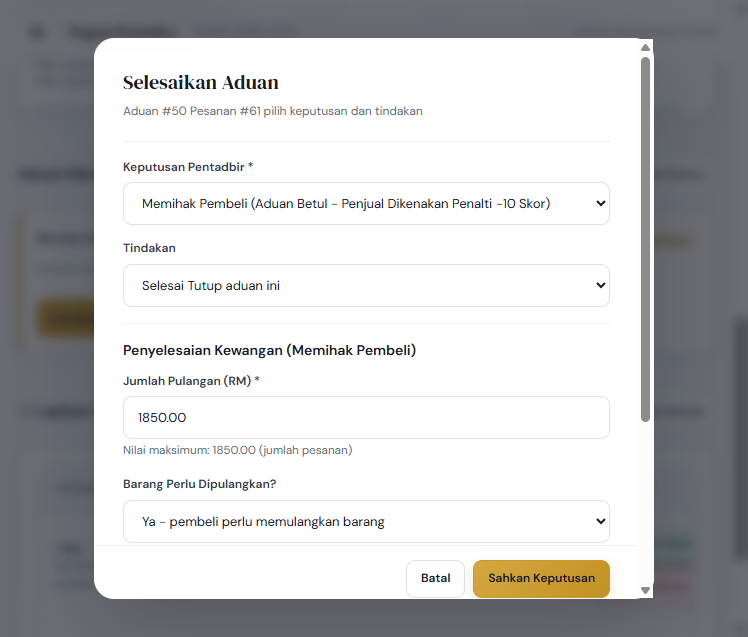 Selesaikan Aduan
Aduan #50 Pesanan #61 pilih keputusan dan tindakan
Keputusan Pentadbir *
Memihak Pembeli (Aduan Betul - Penjual Dikenakan Penalti -10 Skor)
Tindakan
Selesai Tutup aduan ini
Penyelesaian Kewangan (Memihak Pembeli)
Jumlah Pulangan (RM) *
1850.00
Nilai maksimum: 1850.00 (jumlah pesanan)
Barang Perlu Dipulangkan?
Ya - pembeli perlu memulangkan barang
Batal
Sahkan Keputusan